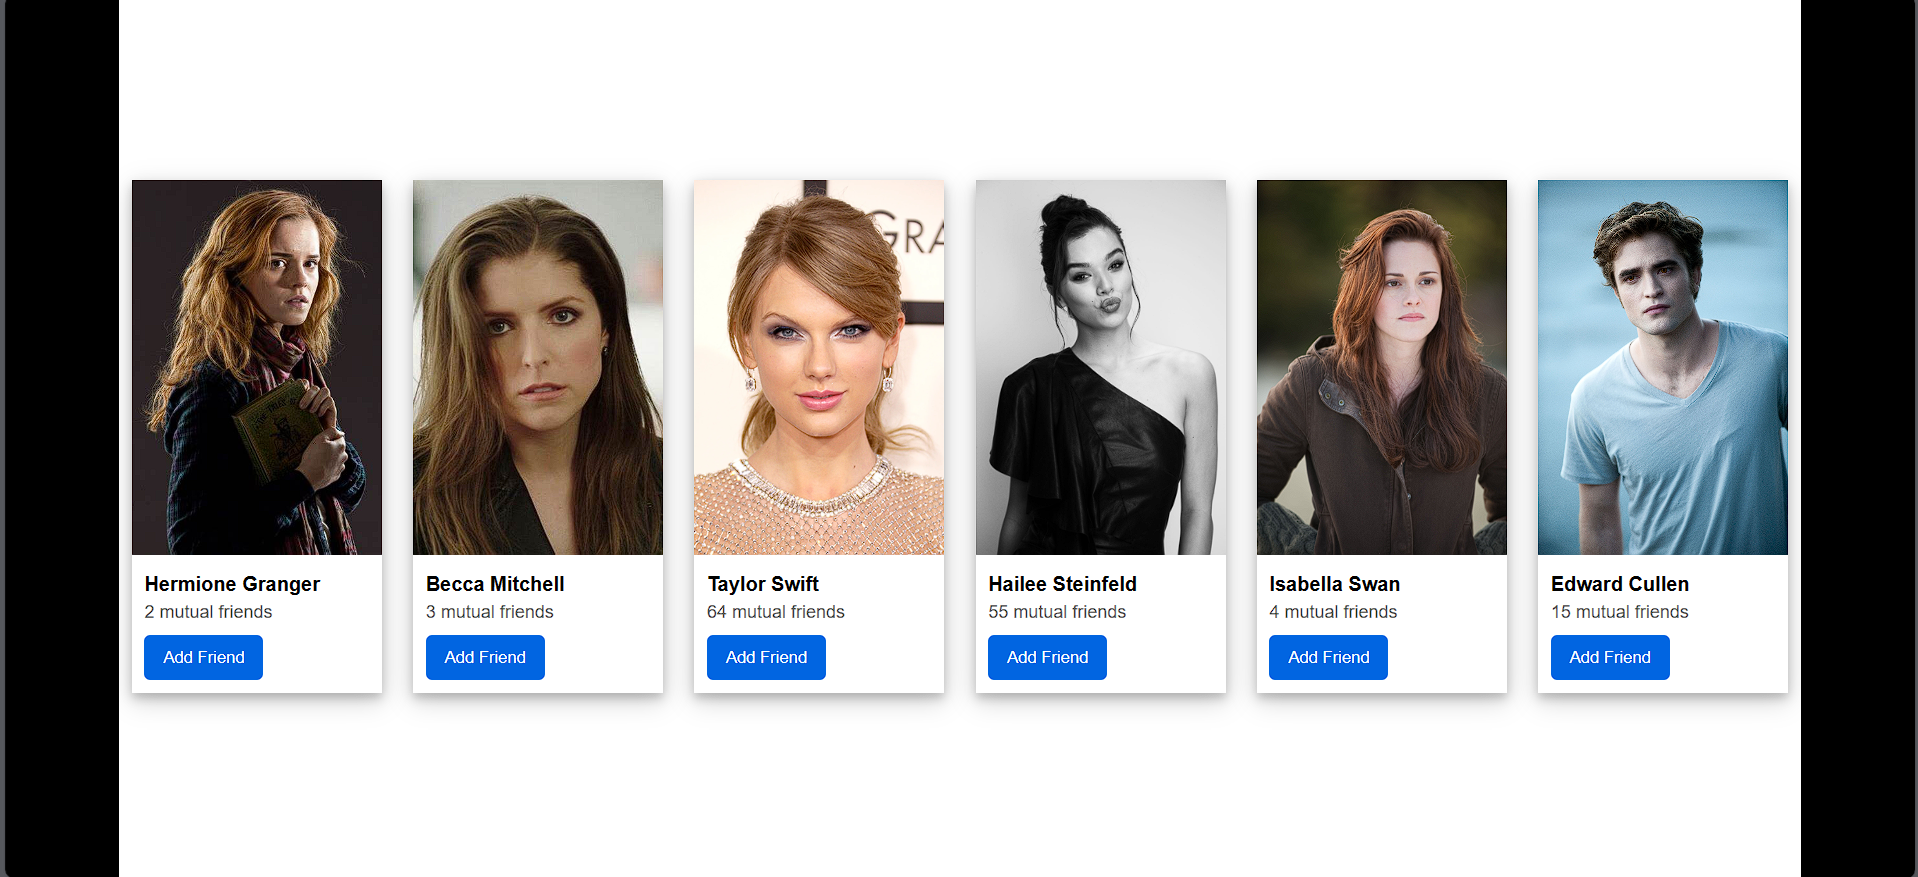 GRA
Hermione Granger
2 mutual friends
Add Friend
Becca Mitchell
3 mutual friends
Add Friend
Taylor Swift
64 mutual friends
Add Friend
Hailee Steinfeld
55 mutual friends
Add Friend
Isabella Swan
4 mutual friends
Add Friend
Edward Cullen
15 mutual friends
Add Friend